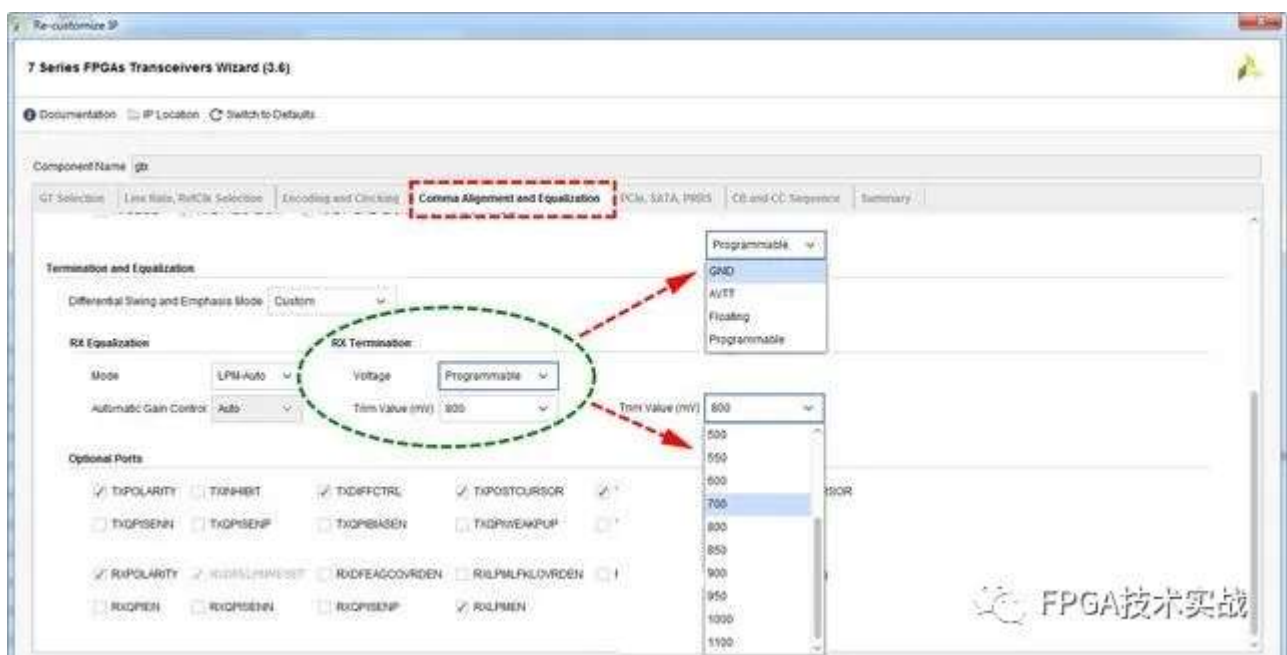 Re-customize IP
7 Series FPGAs Transceivers Wizard (3.6)
Documentation IP Location Switch to Defaults
Component Name gtx
GT Selection Line Rate, RefClk Selection Encoding and Clocking Comma Alignment and Equalization PCIe, SATA, PRBS CB and CC Sequence Summary
Programmable
Termination and Equalization
GND
AVTT
Differential Swing and Emphasis Mode Custom
Floating
Programmable
RX Equalization RX Termination
Mode LPM-Auto Voltage Programmable
Automatic Gain Control Auto Trim Value (mV) 800 Trim Value (mV) 800
500
550
Optional Ports
600
TXPOLARITY TXINHIBIT TXDIFFCTRL TXPOSTCURSOR
700
800
TXQPISENN TXQPISENP TXQPIBIASEN TXQPIWEAKPUP
850
900
RXPOLARITY RXDFEAGCOVRDEN RXLPMLFKLOVRDEN
950
RXQPIEN RXQPISENN RXQPISENP RXLPMEN
1000
1100
FPGA技术实战